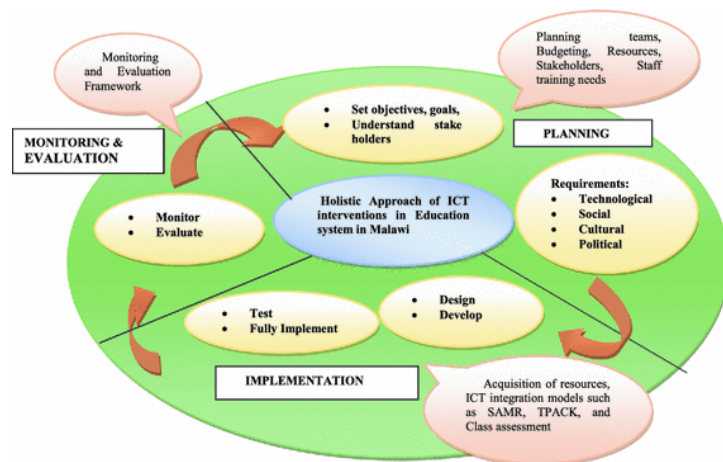 Monitoring
and Evaluation
Framework
Planning teams,
Budgeting, Resources,
Stakeholders, Staff
training needs
• Set objectives, goals,
• Understand stake
holders
MONITORING &
EVALUATION
PLANNING
Holistic Approach of ICT
interventions in Education
system in Malawi
Requirements:
• Technological
• Social
• Cultural
• Political
• Monitor
• Evaluate
• Test
• Fully Implement
• Design
• Develop
IMPLEMENTATION
Acquisition of resources,
ICT integration models such
as SAMR, TPACK, and
Class assessment